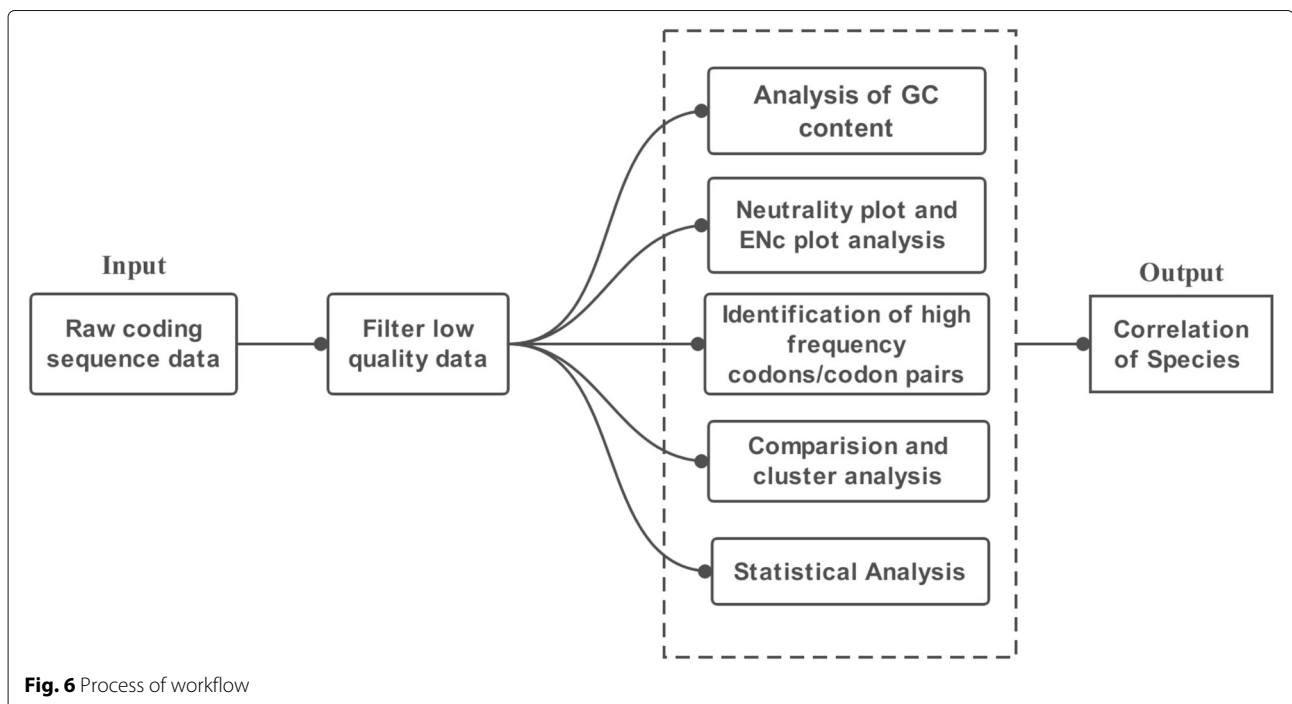 Input
Raw coding
sequence data
Filter low
quality data
Analysis of GC
content
Neutrality plot and
ENc plot analysis
Identification of high
frequency
codons/codon pairs
Comparision and
cluster analysis
Statistical Analysis
Output
Correlation
of Species
Fig. 6 Process of workflow